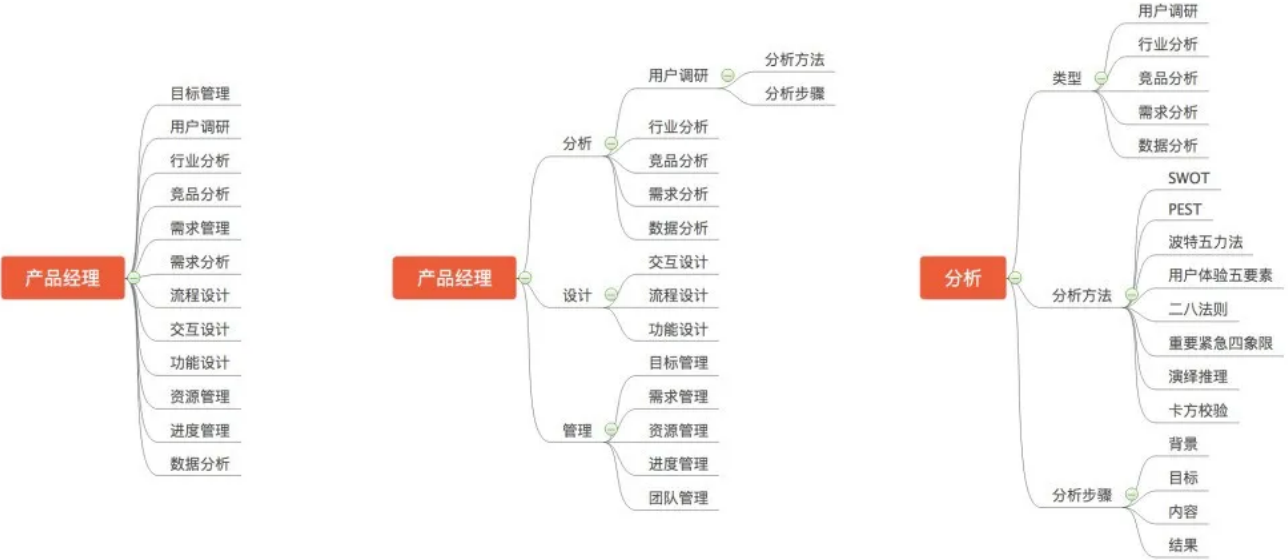 产品经理
目标管理
用户调研
行业分析
竞品分析
需求管理
需求分析
流程设计
交互设计
功能设计
资源管理
进度管理
数据分析
产品经理
分析
用户调研
分析方法
分析步骤
行业分析
竞品分析
需求分析
数据分析
设计
交互设计
流程设计
功能设计
管理
目标管理
需求管理
资源管理
进度管理
团队管理
分析
类型
用户调研
行业分析
竞品分析
需求分析
数据分析
分析方法
SWOT
PEST
波特五力法
用户体验五要素
二八法则
重要紧急四象限
演绎推理
卡方校验
分析步骤
背景
目标
内容
结果